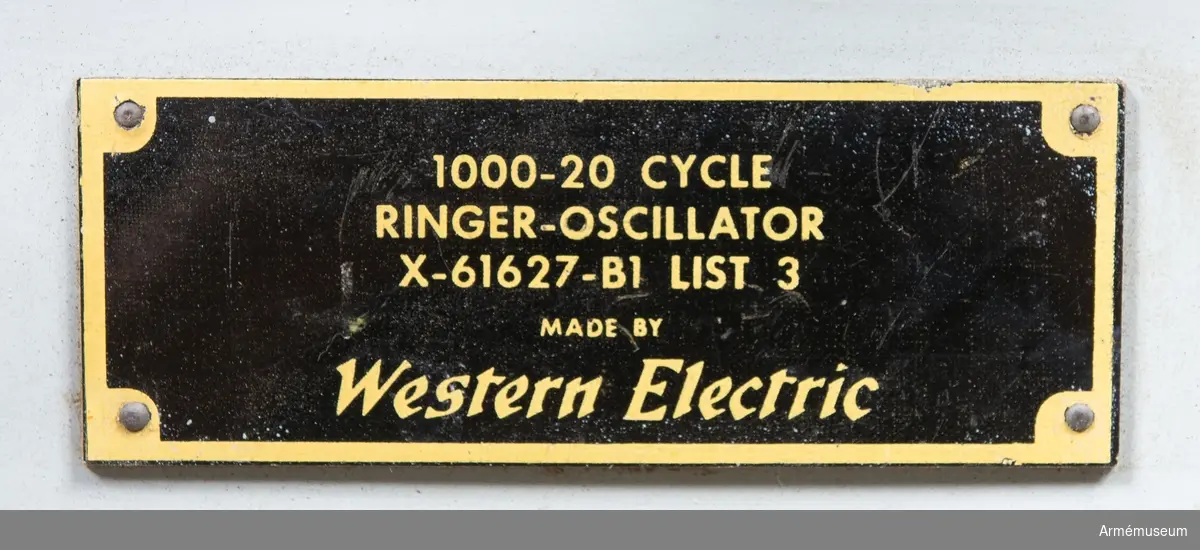 1000-20 CYCLE
RINGER-OSCILLATOR
X-61627-B1 LIST 3
MADE BY
Western Electric
Armémuseum